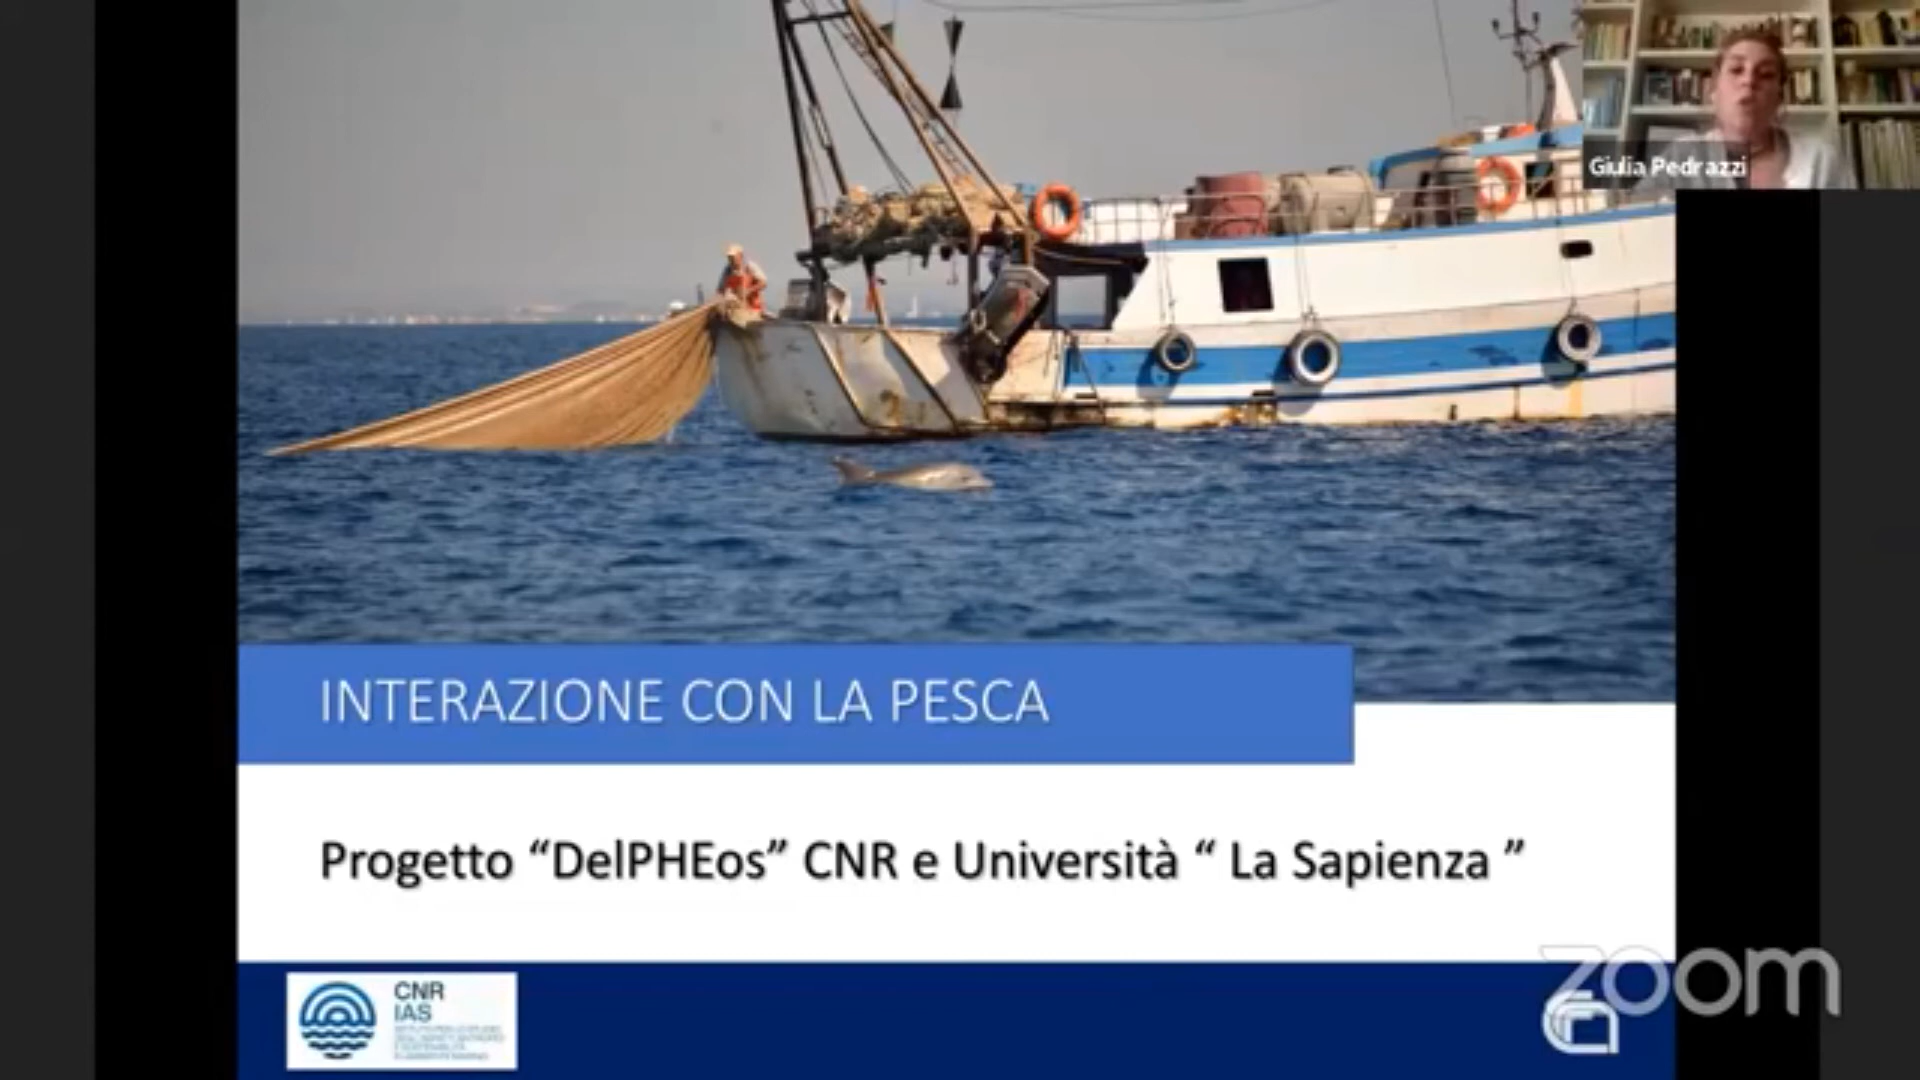 Giulia Pedrazzi
INTERAZIONE CON LA PESCA
Progetto “DelPHEos” CNR e Università “ La Sapienza ”
CNR
IAS
zoom